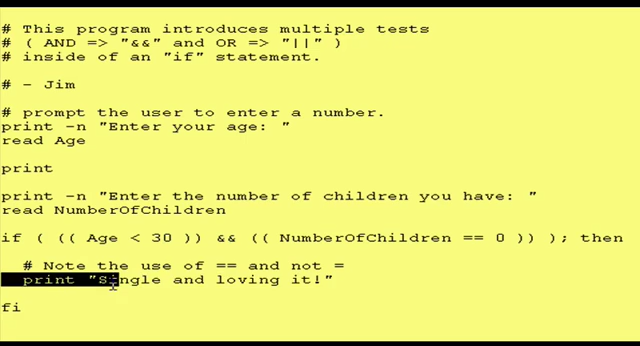 # This program introduces multiple tests
# ( AND => "&&" and OR => "||" )
# inside of an "if" statement.
# - Jim
# prompt the user to enter a number.
print -n "Enter your age: "
read Age
print
print -n "Enter the number of children you have: "
read NumberOfChildren
if ( (( Age < 30 )) && (( NumberOfChildren == 0 )) ); then
# Note the use of == and not =
print "Single and loving it!"
fi